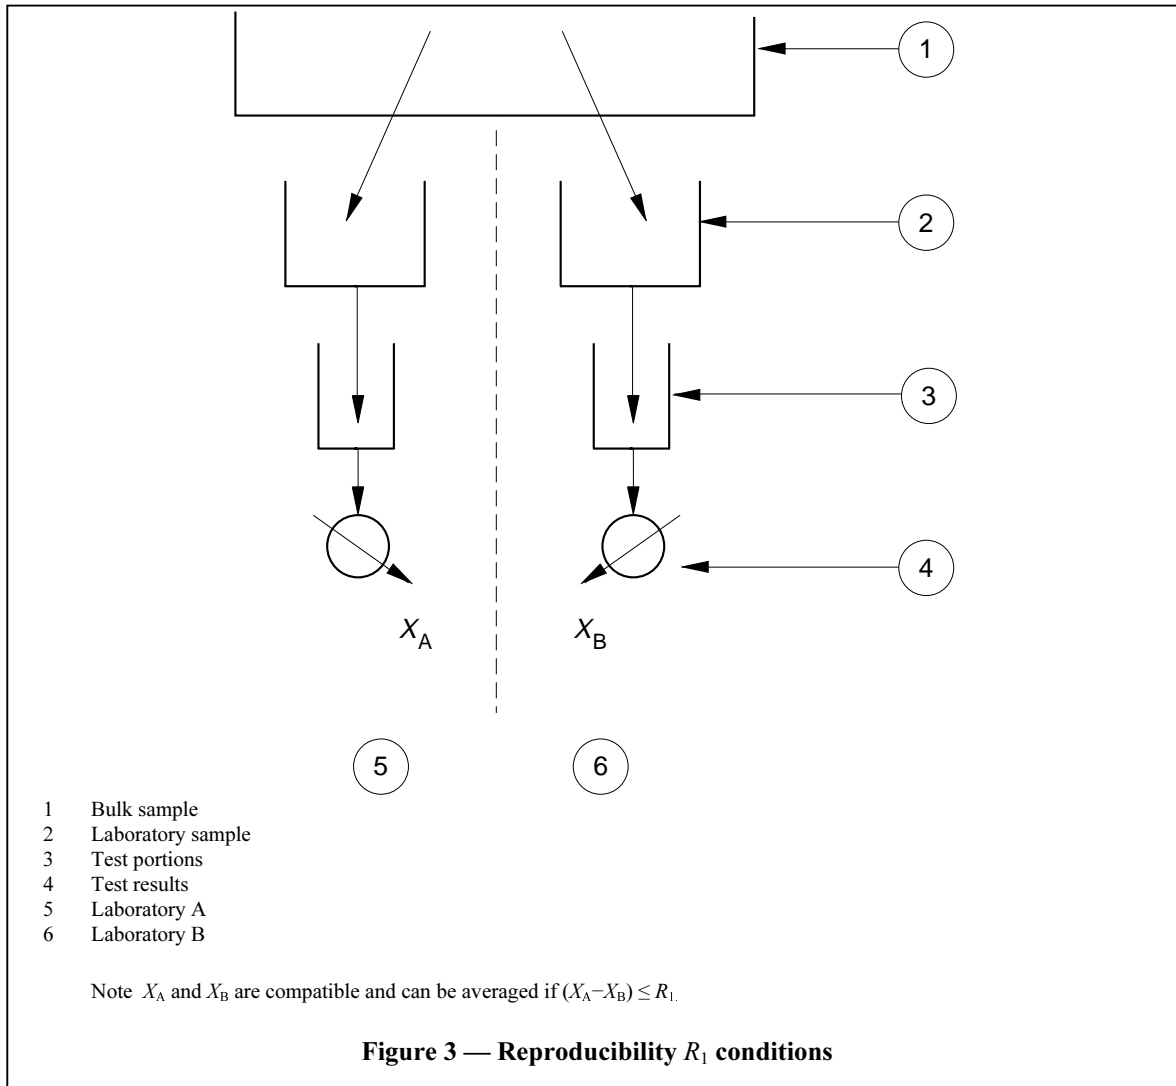 1
2
3
4
X_A X_B
5 6
1 Bulk sample
2 Laboratory sample
3 Test portions
4 Test results
5 Laboratory A
6 Laboratory B
Note X_A and X_B are compatible and can be averaged if (X_A−X_B) ≤ R_1.
Figure 3 — Reproducibility R_1 conditions